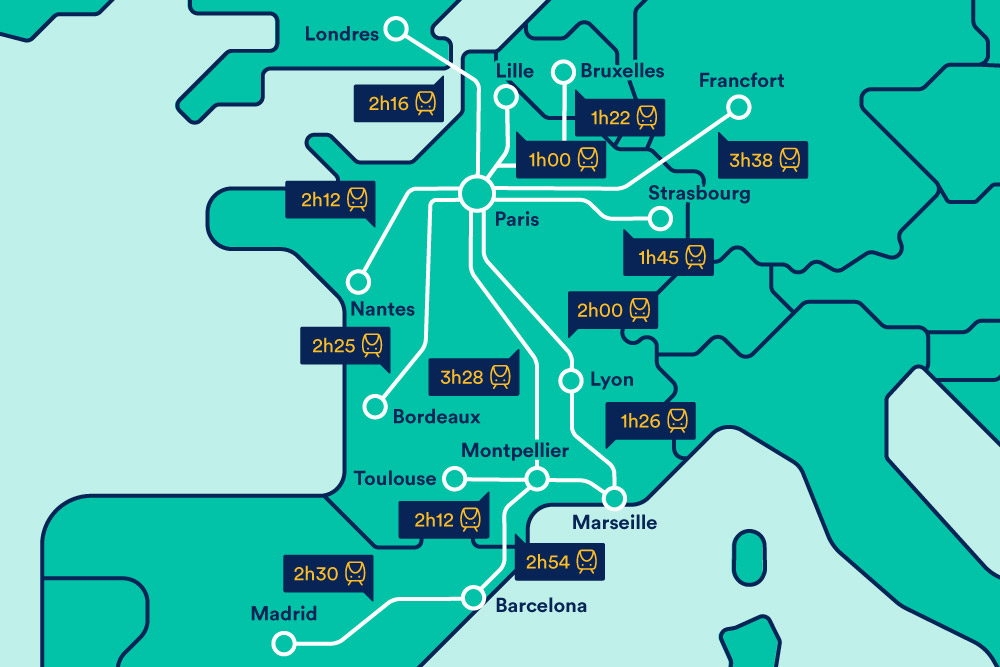 Londres
Lille
Bruxelles
Francfort
2h16
1h22
1h00
3h38
2h12
Strasbourg
Paris
1h45
Nantes
2h00
2h25
3h28
Lyon
Bordeaux
1h26
Montpellier
Toulouse
2h12
Marseille
2h54
2h30
Madrid
Barcelona